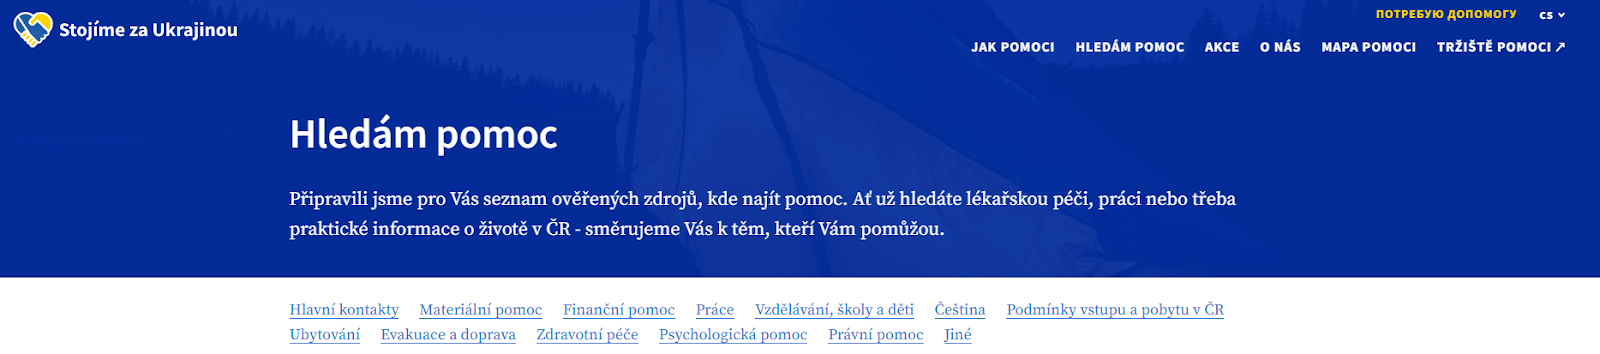 Stojíme za Ukrajinou
ПОТРЕБУЮ ДОПОМОГУ CS
JAK POMOCI HLEDÁM POMOC AKCE O NÁS MAPA POMOCI TRŽIŠTĚ POMOCI ↗
Hledám pomoc
Připravili jsme pro Vás seznam ověřených zdrojů, kde najít pomoc. Ať už hledáte lékařskou péči, práci nebo třeba
praktické informace o životě v ČR - směrujeme Vás k těm, kteří Vám pomůžou.
Hlavní kontakty Materiální pomoc Finanční pomoc Práce Vzdělávání, školy a děti Čeština Podmínky vstupu a pobytu v ČR
Ubytování Evakuace a doprava Zdravotní péče Psychologická pomoc Právní pomoc Jiné